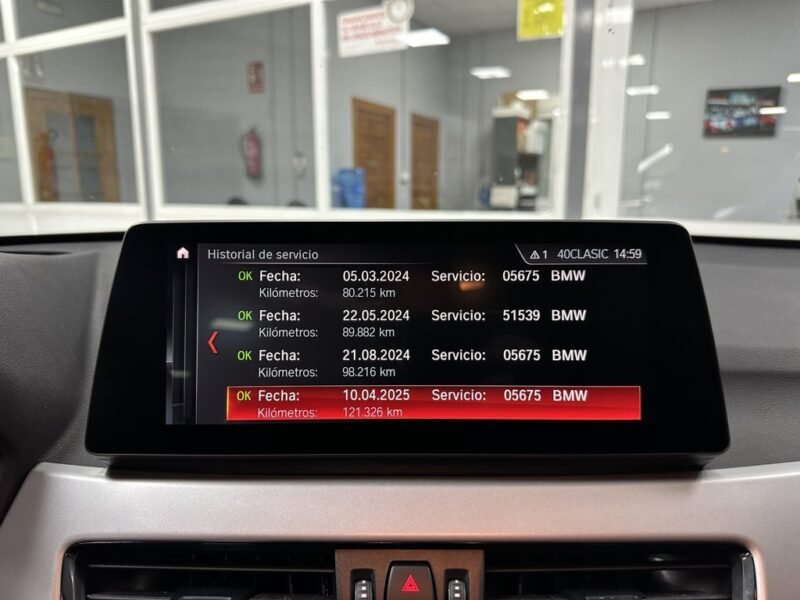 Historial de servicio 1 40CLASIC 14:59
OK Fecha: 05.03.2024 Servicio: 05675 BMW
Kilómetros: 80.215 km
OK Fecha: 22.05.2024 Servicio: 51539 BMW
Kilómetros: 89.882 km
OK Fecha: 21.08.2024 Servicio: 05675 BMW
Kilómetros: 98.216 km
OK Fecha: 10.04.2025 Servicio: 05675 BMW
Kilómetros: 121.326 km